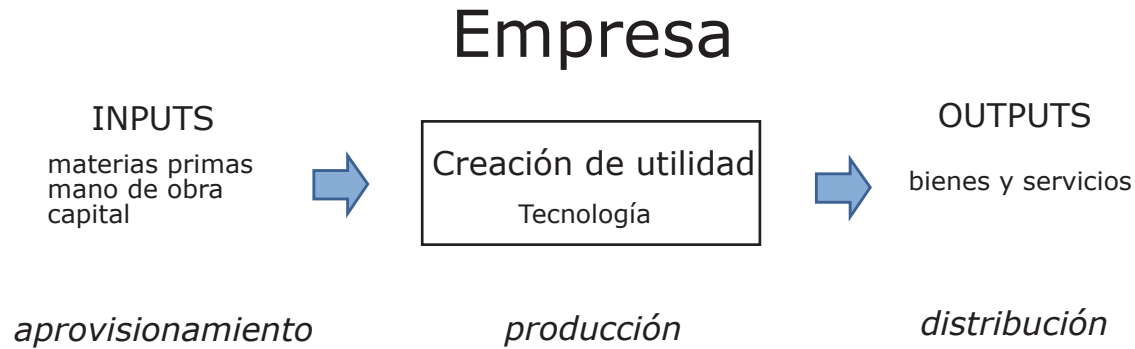 Empresa
INPUTS
materias primas
mano de obra
capital
Creación de utilidad
Tecnología
OUTPUTS
bienes y servicios
aprovisionamiento
producción
distribución